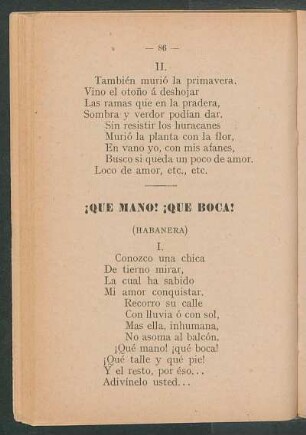 — 86 —
II.
También murió la primavera.
Vino el otoño á deshojar
Las ramas que en la pradera,
Sombra y verdor podían dar.
Sin resistir los huracanes
Murió la planta con la flor,
En vano yo, con mis afanes,
Busco si queda un poco de amor.
Loco de amor, etc., etc.
¡QUE MANO! ¡QUE BOCA!
(HABANERA)
I.
Conozco una chica
De tierno mirar,
La cual ha sabido
Mi amor conquistar.
Recorro su calle
Con lluvia ó con sol,
Mas ella, inhumana,
No asoma al balcón.
¡Qué mano! ¡qué boca!
¡Qué talle y qué pie!
Y el resto, por éso...
Adivínelo usted...